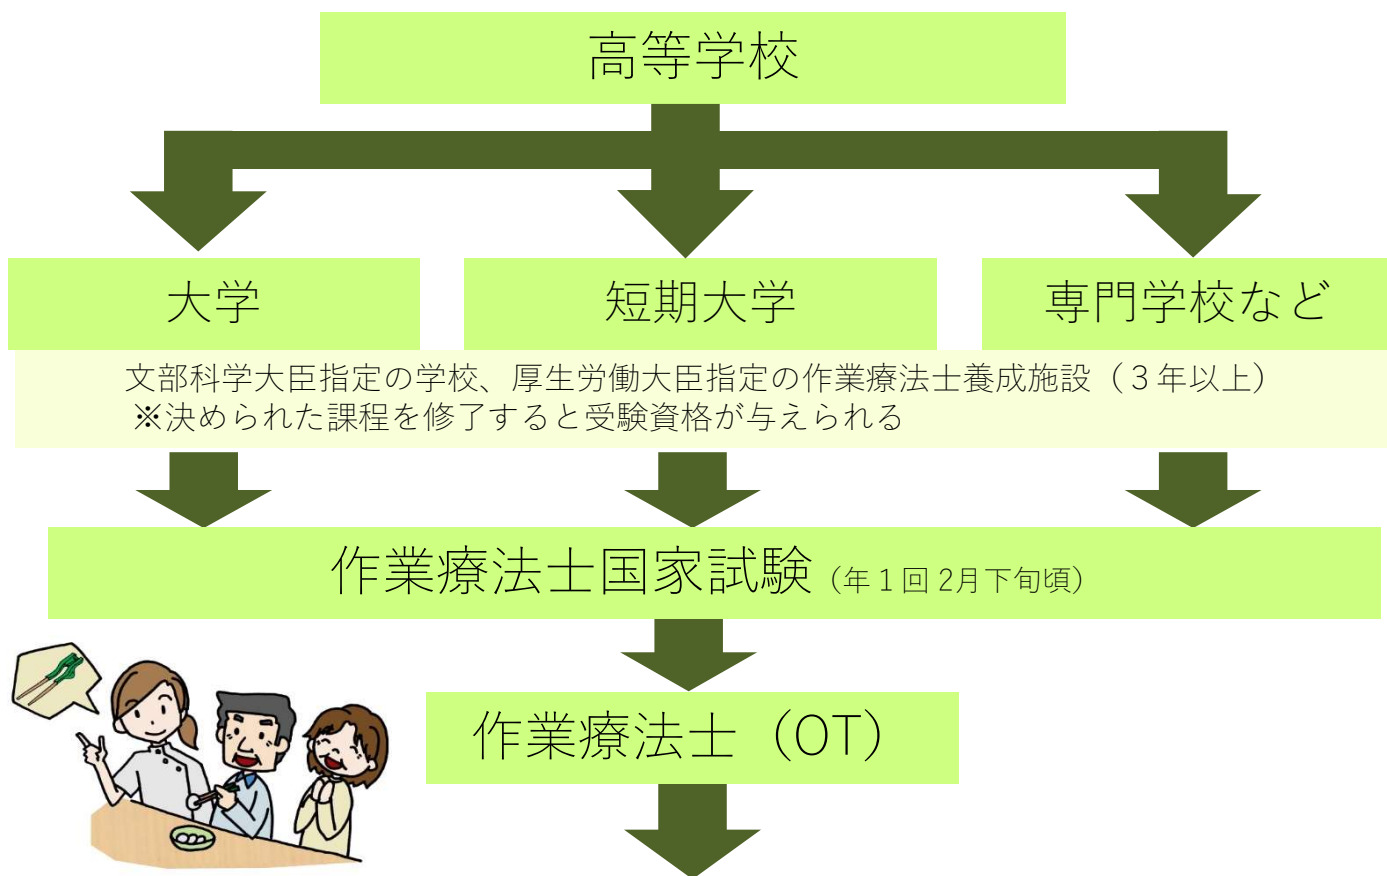 高等学校
大学
短期大学
専門学校など
文部科学大臣指定の学校、厚生労働大臣指定の作業療法士養成施設（３年以上）
※決められた課程を修了すると受験資格が与えられる
作業療法士国家試験（年１回 2月下旬頃）
作業療法士（OT）